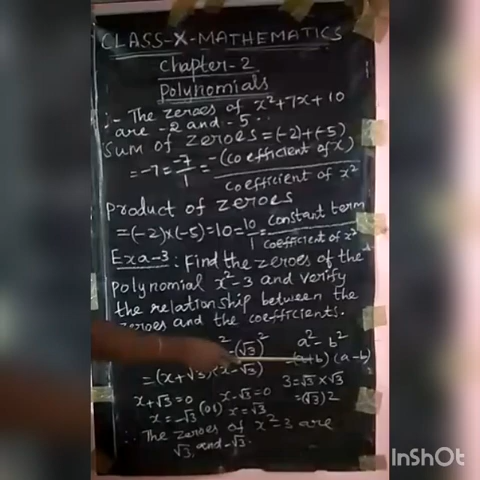 CLASS-X-MATHEMATICS
Chapter-2
Polynomials
∴- The zeroes of x²+7x+10
are -2 and -5.
Sum of zeroes = (-2)+(-5)
= -7 = -7/1 = -(coefficient of x)/coefficient of x²
Product of zeroes
= (-2)×(-5) = 10 = 10/1 = constant term/coefficient of x²
Exa-3: Find the zeroes of the
polynomial x²-3 and verify
the relationship between the
zeroes and the coefficients.
(√3)² a²-b²
= (x+√3)(x-√3) (a+b)(a-b)
3=√3×√3
x+√3=0 x-√3=0 =(√3)2
x=-√3 (or) x=√3
∴ The zeroes of x²-3 are
√3 and -√3.
InShOt